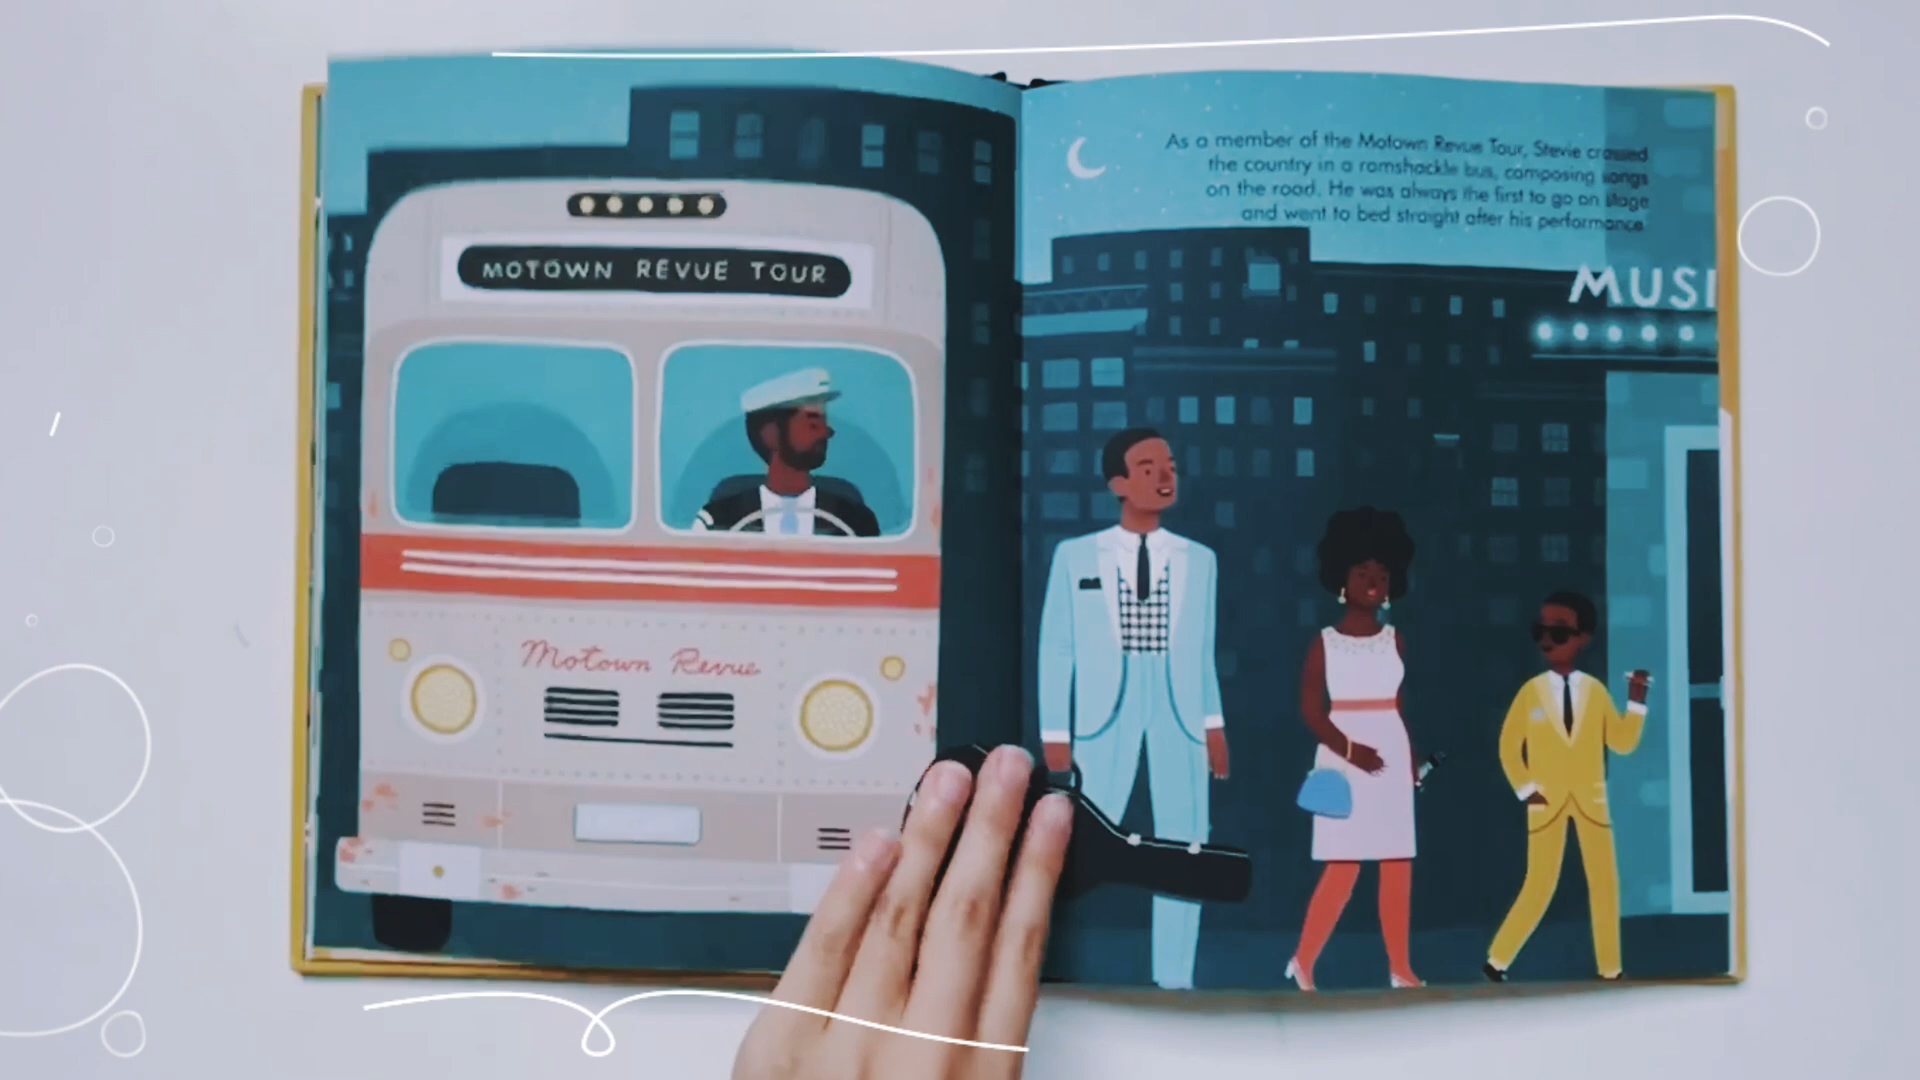 MOTOWN REVUE TOUR
Motown Revue
As a member of the Motown Revue Tour, Stevie crossed
the country in a ramshackle bus, composing songs
on the road. He was always the first to go on stage
and went to bed straight after his performance.
MUSI